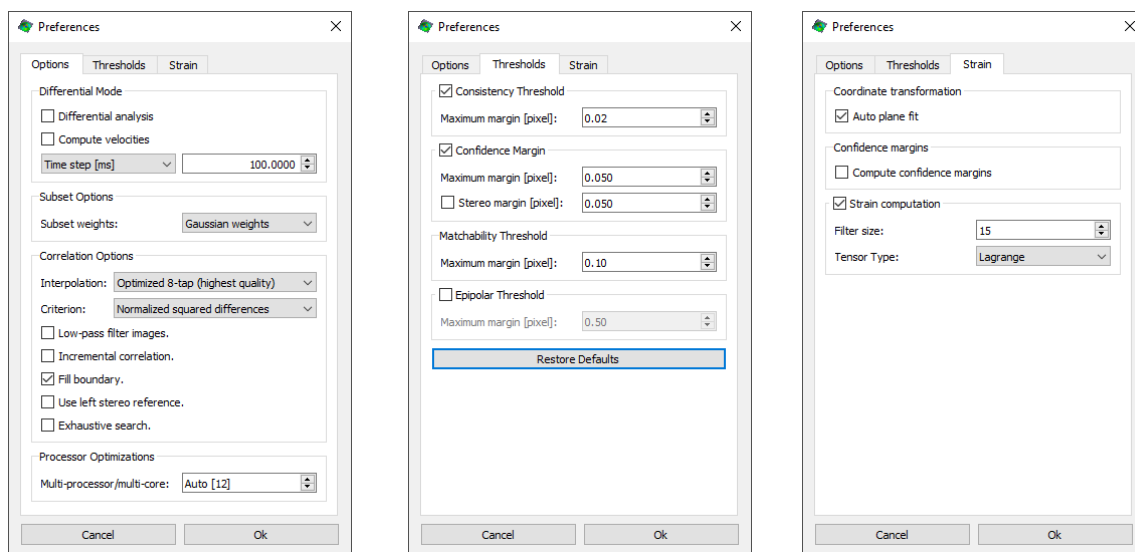 Preferences
Options Thresholds Strain
Differential Mode
Differential analysis
Compute velocities
Time step [ms] 100.0000
Subset Options
Subset weights: Gaussian weights
Correlation Options
Interpolation: Optimized 8-tap (highest quality)
Criterion: Normalized squared differences
Low-pass filter images.
Incremental correlation.
Fill boundary.
Use left stereo reference.
Exhaustive search.
Processor Optimizations
Multi-processor/multi-core: Auto [12]
Cancel Ok
Preferences
Options Thresholds Strain
Consistency Threshold
Maximum margin [pixel]: 0.02
Confidence Margin
Maximum margin [pixel]: 0.050
Stereo margin [pixel]: 0.050
Matchability Threshold
Maximum margin [pixel]: 0.10
Epipolar Threshold
Maximum margin [pixel]: 0.50
Restore Defaults
Cancel Ok
Preferences
Options Thresholds Strain
Coordinate transformation
Auto plane fit
Confidence margins
Compute confidence margins
Strain computation
Filter size: 15
Tensor Type: Lagrange
Cancel Ok